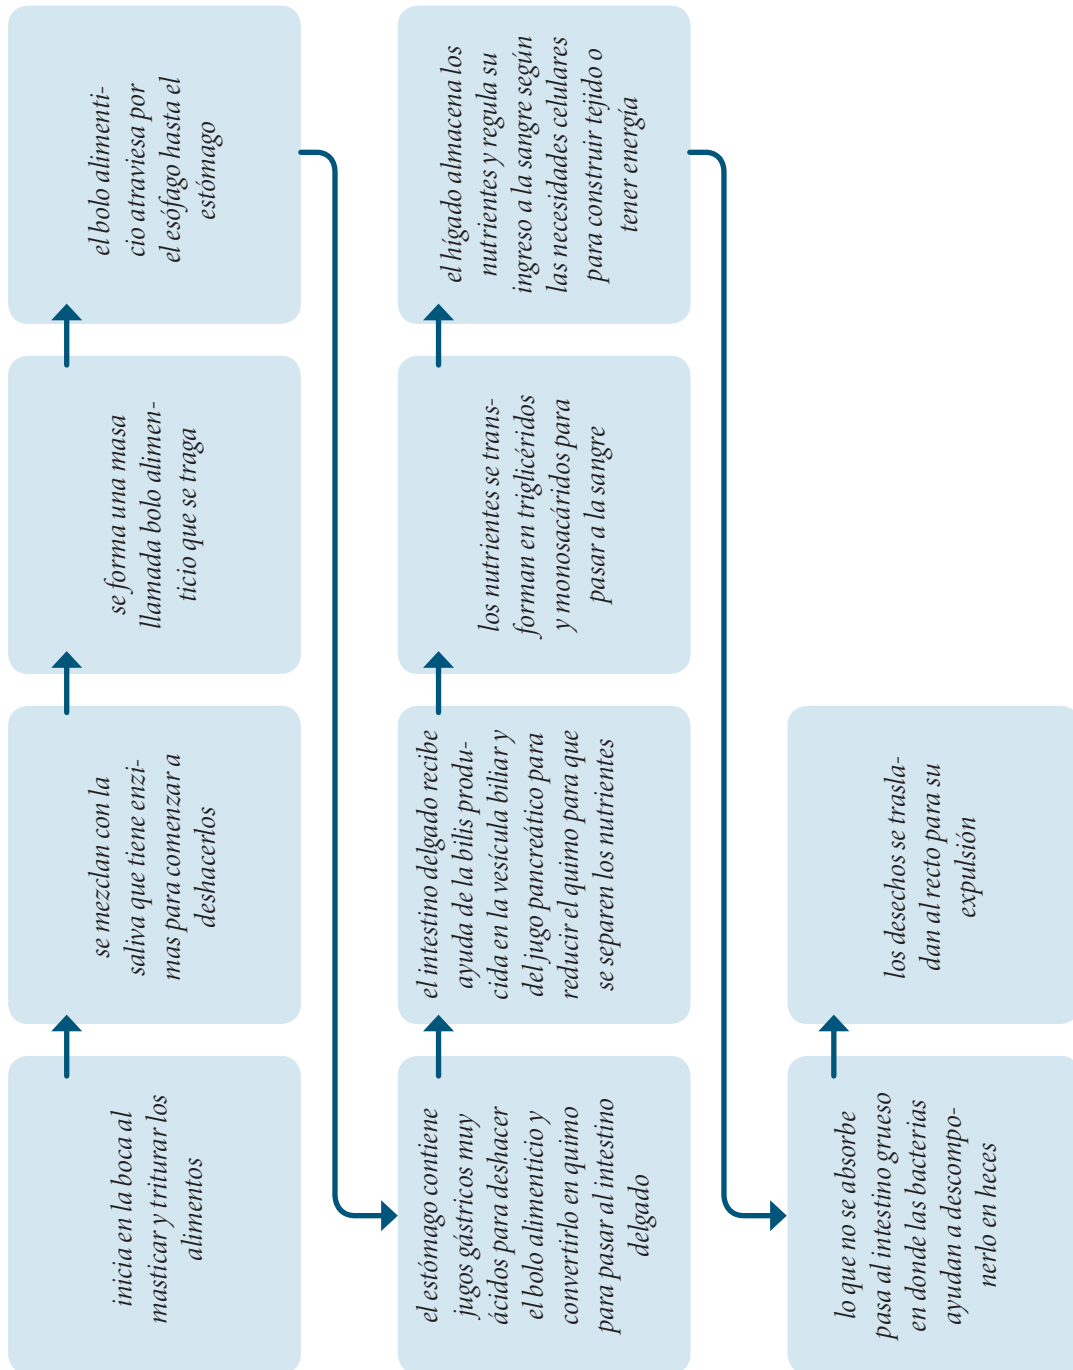 inicia en la boca al
masticar y triturar los
alimentos
se mezclan con la
saliva que tiene enzi-
mas para comenzar a
deshacerlos
se forma una masa
llamada bolo alimen-
ticio que se traga
el bolo alimenti-
cio atraviesa por
el esófago hasta el
estómago
el estómago contiene
jugos gástricos muy
ácidos para deshacer
el bolo alimenticio y
convertirlo en quimo
para pasar al intestino
delgado
el intestino delgado recibe
ayuda de la bilis produ-
cida en la vesícula biliar y
del jugo pancreático para
reducir el quimo para que
se separen los nutrientes
los nutrientes se trans-
forman en triglicéridos
y monosacáridos para
pasar a la sangre
el hígado almacena los
nutrientes y regula su
ingreso a la sangre según
las necesidades celulares
para construir tejido o
tener energía
lo que no se absorbe
pasa al intestino grueso
en donde las bacterias
ayudan a descompo-
nerlo en heces
los desechos se trasla-
dan al recto para su
expulsión